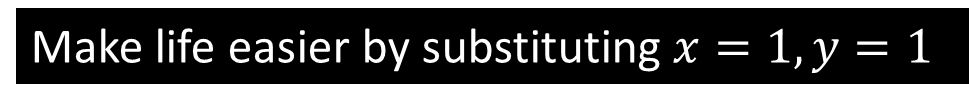 Make life easier by substituting x = 1, y = 1